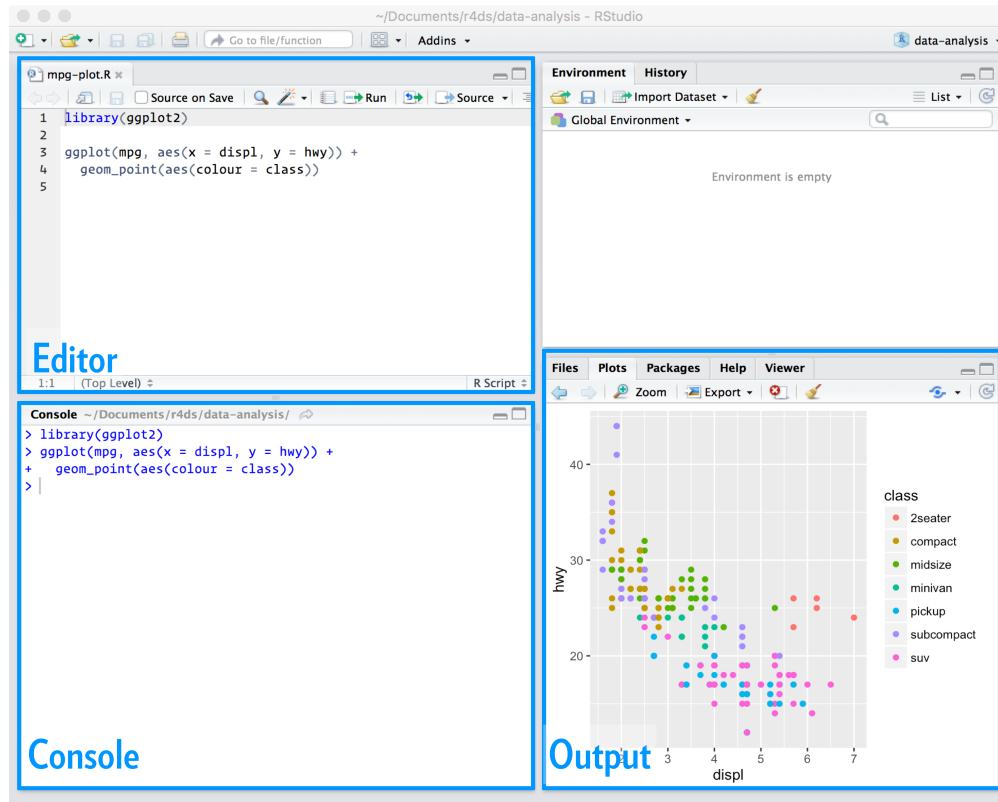 ~/Documents/r4ds/data-analysis - RStudio
Go to file/function
Addins
data-analysis
mpg-plot.R
Source on Save
Run
Source
1 library(ggplot2)
2
3 ggplot(mpg, aes(x = displ, y = hwy)) +
4   geom_point(aes(colour = class))
5
Editor
1:1 (Top Level)
R Script
Console ~/Documents/r4ds/data-analysis/
> library(ggplot2)
> ggplot(mpg, aes(x = displ, y = hwy)) +
+   geom_point(aes(colour = class))
>
Console
Environment History
Import Dataset
List
Global Environment
Environment is empty
Files Plots Packages Help Viewer
Zoom
Export
40
30
20
hwy
3 4 5 6 7
displ
class
2seater
compact
midsize
minivan
pickup
subcompact
suv
Output